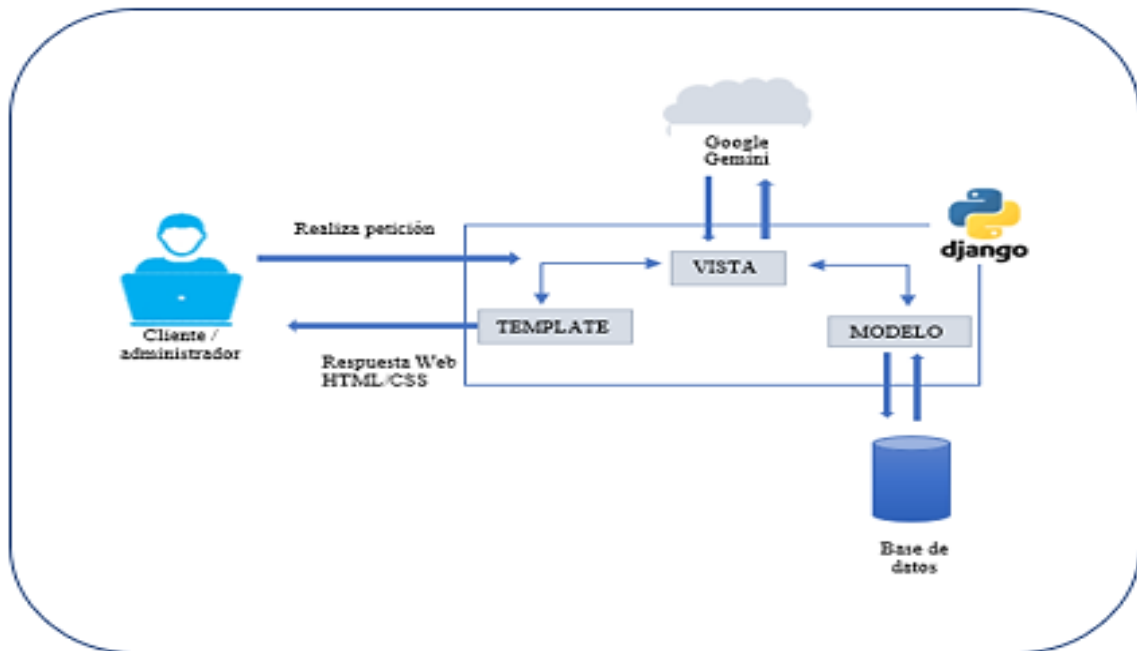 Google
Gemini
django
Realiza petición
VISTA
TEMPLATE
MODELO
Cliente /
administrador
Respuesta Web
HTML/CSS
Base de
datos